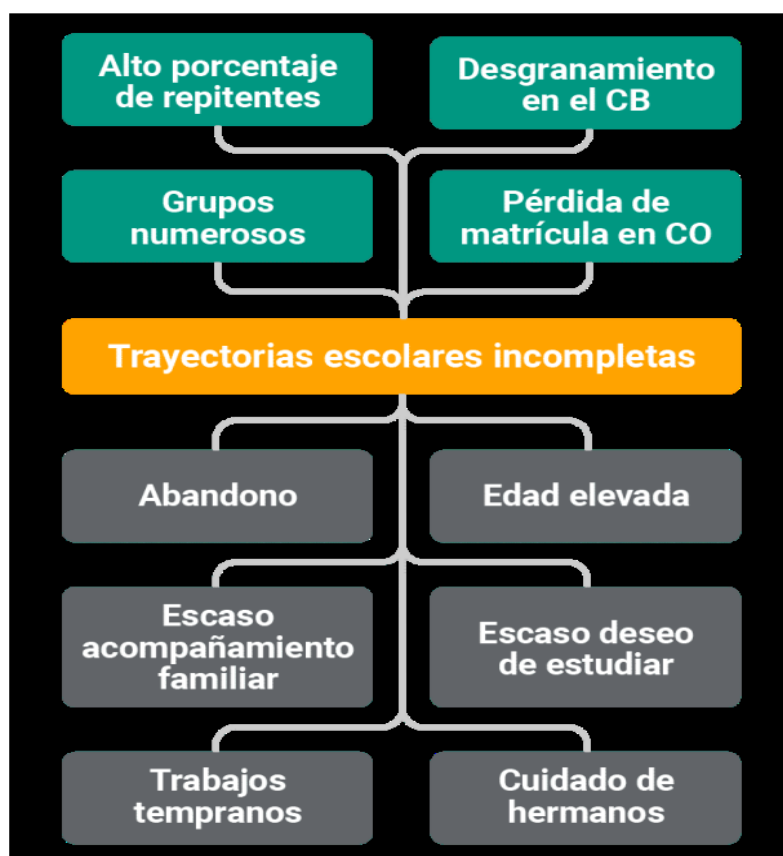 Alto porcentaje
de repitentes
Desgranamiento
en el CB
Grupos
numerosos
Pérdida de
matrícula en CO
Trayectorias escolares incompletas
Abandono
Edad elevada
Escaso
acompañamiento
familiar
Escaso deseo
de estudiar
Trabajos
tempranos
Cuidado de
hermanos